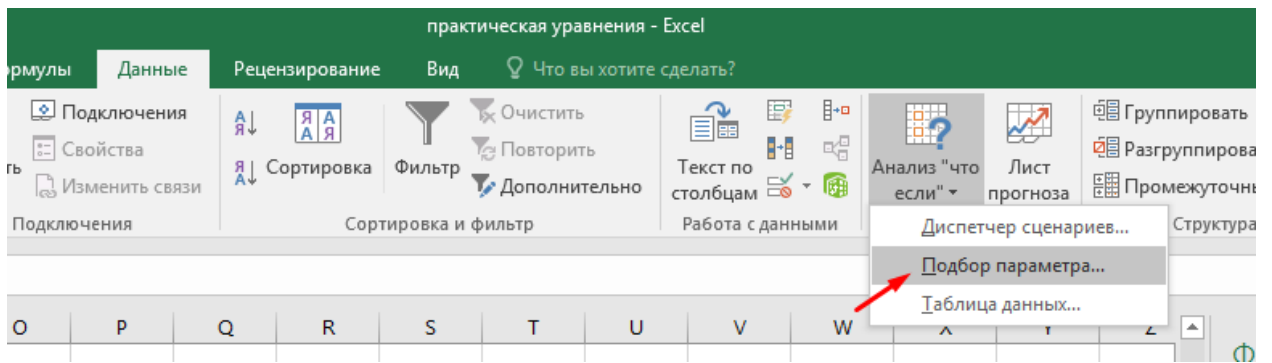 практическая уравнения - Excel
ормулы Данные Рецензирование Вид Что вы хотите сделать?
Подключения
Свойства
ть
Изменить связи
Подключения
А Я
Я А
Я А
А Я
Сортировка
Фильтр
Очистить
Повторить
Дополнительно
Сортировка и фильтр
Текст по
столбцам
Работа с данными
Анализ "что
если"
Лист
прогноза
Группировать
Разгруппирова
Промежуточны
Структура
Диспетчер сценариев...
Подбор параметра...
Таблица данных...
O P Q R S T U V W X Y Z
Ф